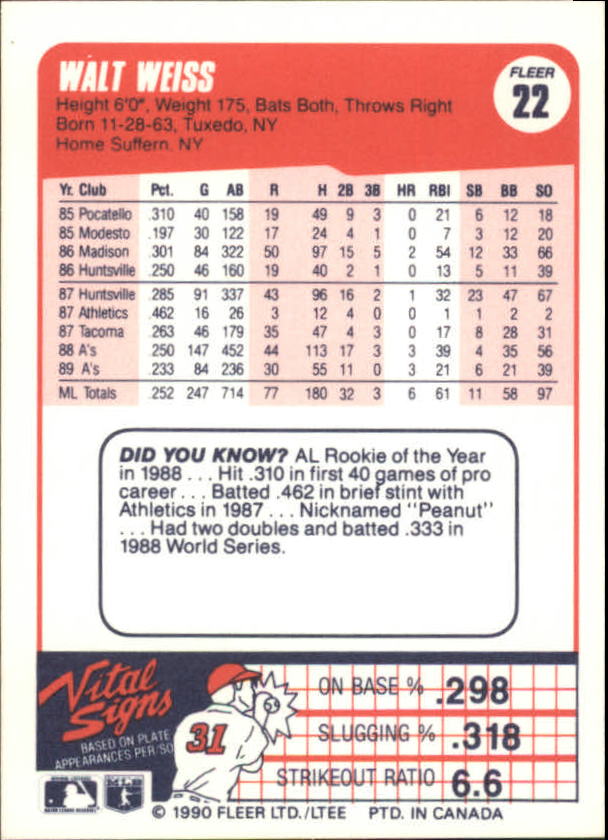 WALT WEISS
Height 6'0", Weight 175, Bats Both, Throws Right
Born 11-28-63, Tuxedo, NY
Home Suffern, NY
FLEER
22
Yr. Club Pct. G AB R H 2B 3B HR RBI SB BB SO
85 Pocatello .310 40 158 19 49 9 3 0 21 6 12 18
85 Modesto .197 30 122 17 24 4 1 0 7 3 12 20
86 Madison .301 84 322 50 97 15 5 2 54 12 33 66
86 Huntsville .250 46 160 19 40 2 1 0 13 5 11 39
87 Huntsville .285 91 337 43 96 16 2 1 32 23 47 67
87 Athletics .462 16 26 3 12 4 0 0 1 1 2 2
87 Tacoma .263 46 179 35 47 4 3 0 17 8 28 31
88 A's .250 147 452 44 113 17 3 3 39 4 35 56
89 A's .233 84 236 30 55 11 0 3 21 6 21 39
ML Totals .252 247 714 77 180 32 3 6 61 11 58 97
DID YOU KNOW? AL Rookie of the Year
in 1988 . . . Hit .310 in first 40 games of pro
career . . . Batted .462 in brief stint with
Athletics in 1987 . . . Nicknamed "Peanut"
. . . Had two doubles and batted .333 in
1988 World Series.
Vital
Signs
BASED ON PLATE
APPEARANCES PER/SO
31
ON BASE % .298
SLUGGING % .318
STRIKEOUT RATIO 6.6
© 1990 FLEER LTD./LTEE PTD. IN CANADA